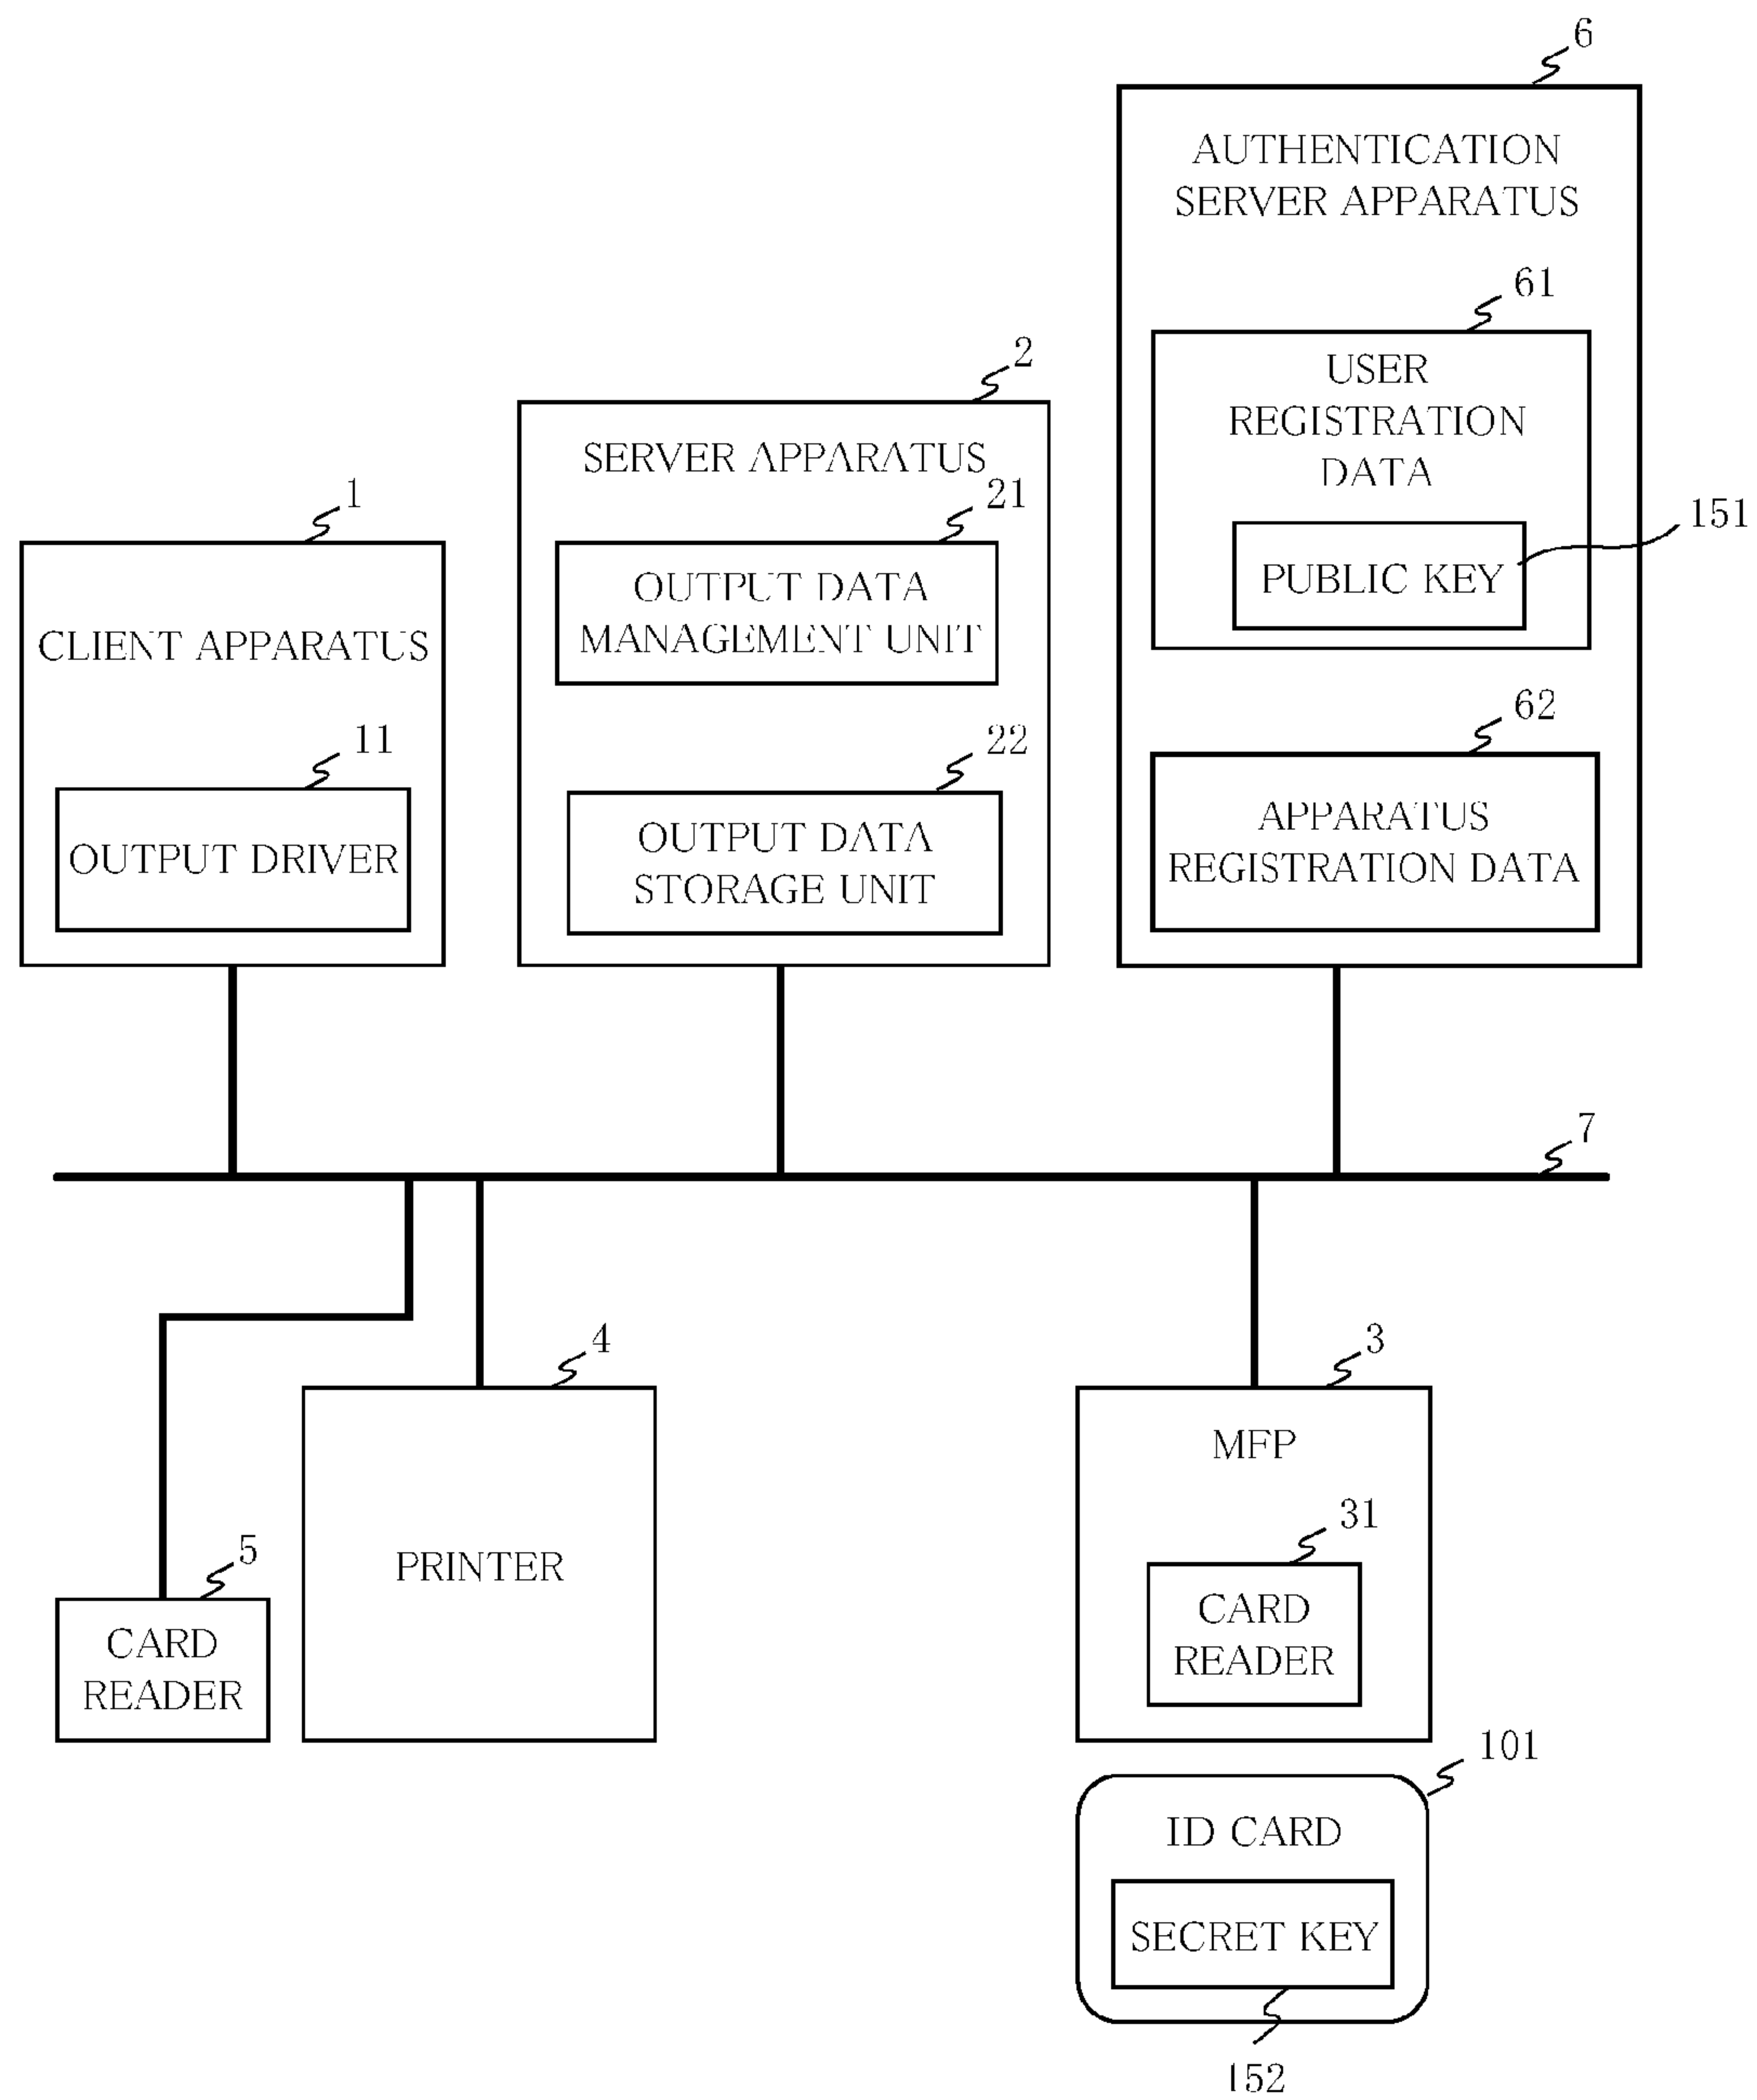 6
AUTHENTICATION
SERVER APPARATUS
61
USER
REGISTRATION
DATA
151
PUBLIC KEY
62
APPARATUS
REGISTRATION DATA
2
SERVER APPARATUS
21
OUTPUT DATA
MANAGEMENT UNIT
22
OUTPUT DATA
STORAGE UNIT
1
CLIENT APPARATUS
11
OUTPUT DRIVER
7
4
PRINTER
5
CARD
READER
3
MFP
31
CARD
READER
101
ID CARD
SECRET KEY
152